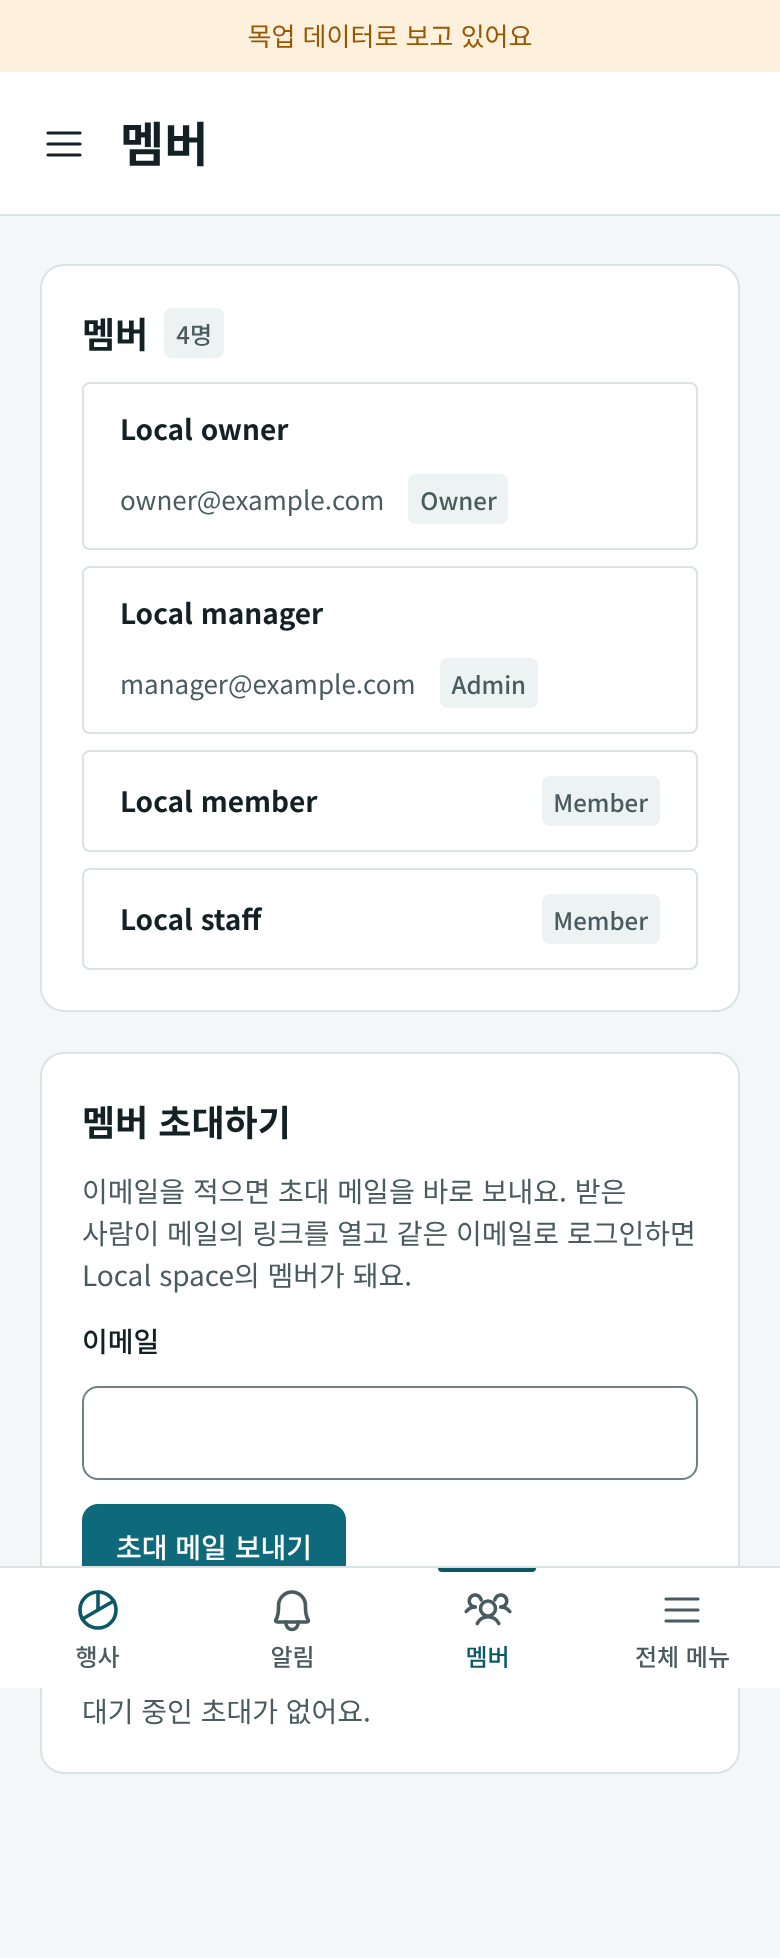 목업 데이터로 보고 있어요
멤버
멤버 4명
Local owner
owner@example.com Owner
Local manager
manager@example.com Admin
Local member Member
Local staff Member
멤버 초대하기
이메일을 적으면 초대 메일을 바로 보내요. 받은
사람이 메일의 링크를 열고 같은 이메일로 로그인하면
Local space의 멤버가 돼요.
이메일
초대 메일 보내기
행사 알림 멤버 전체 메뉴
대기 중인 초대가 없어요.